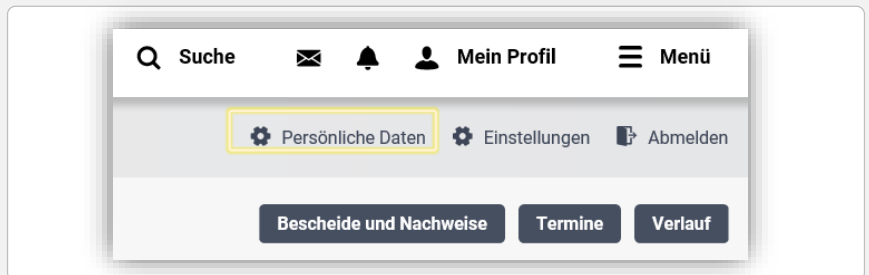 Suche Mein Profil Menü
Persönliche Daten Einstellungen Abmelden
Bescheide und Nachweise Termine Verlauf